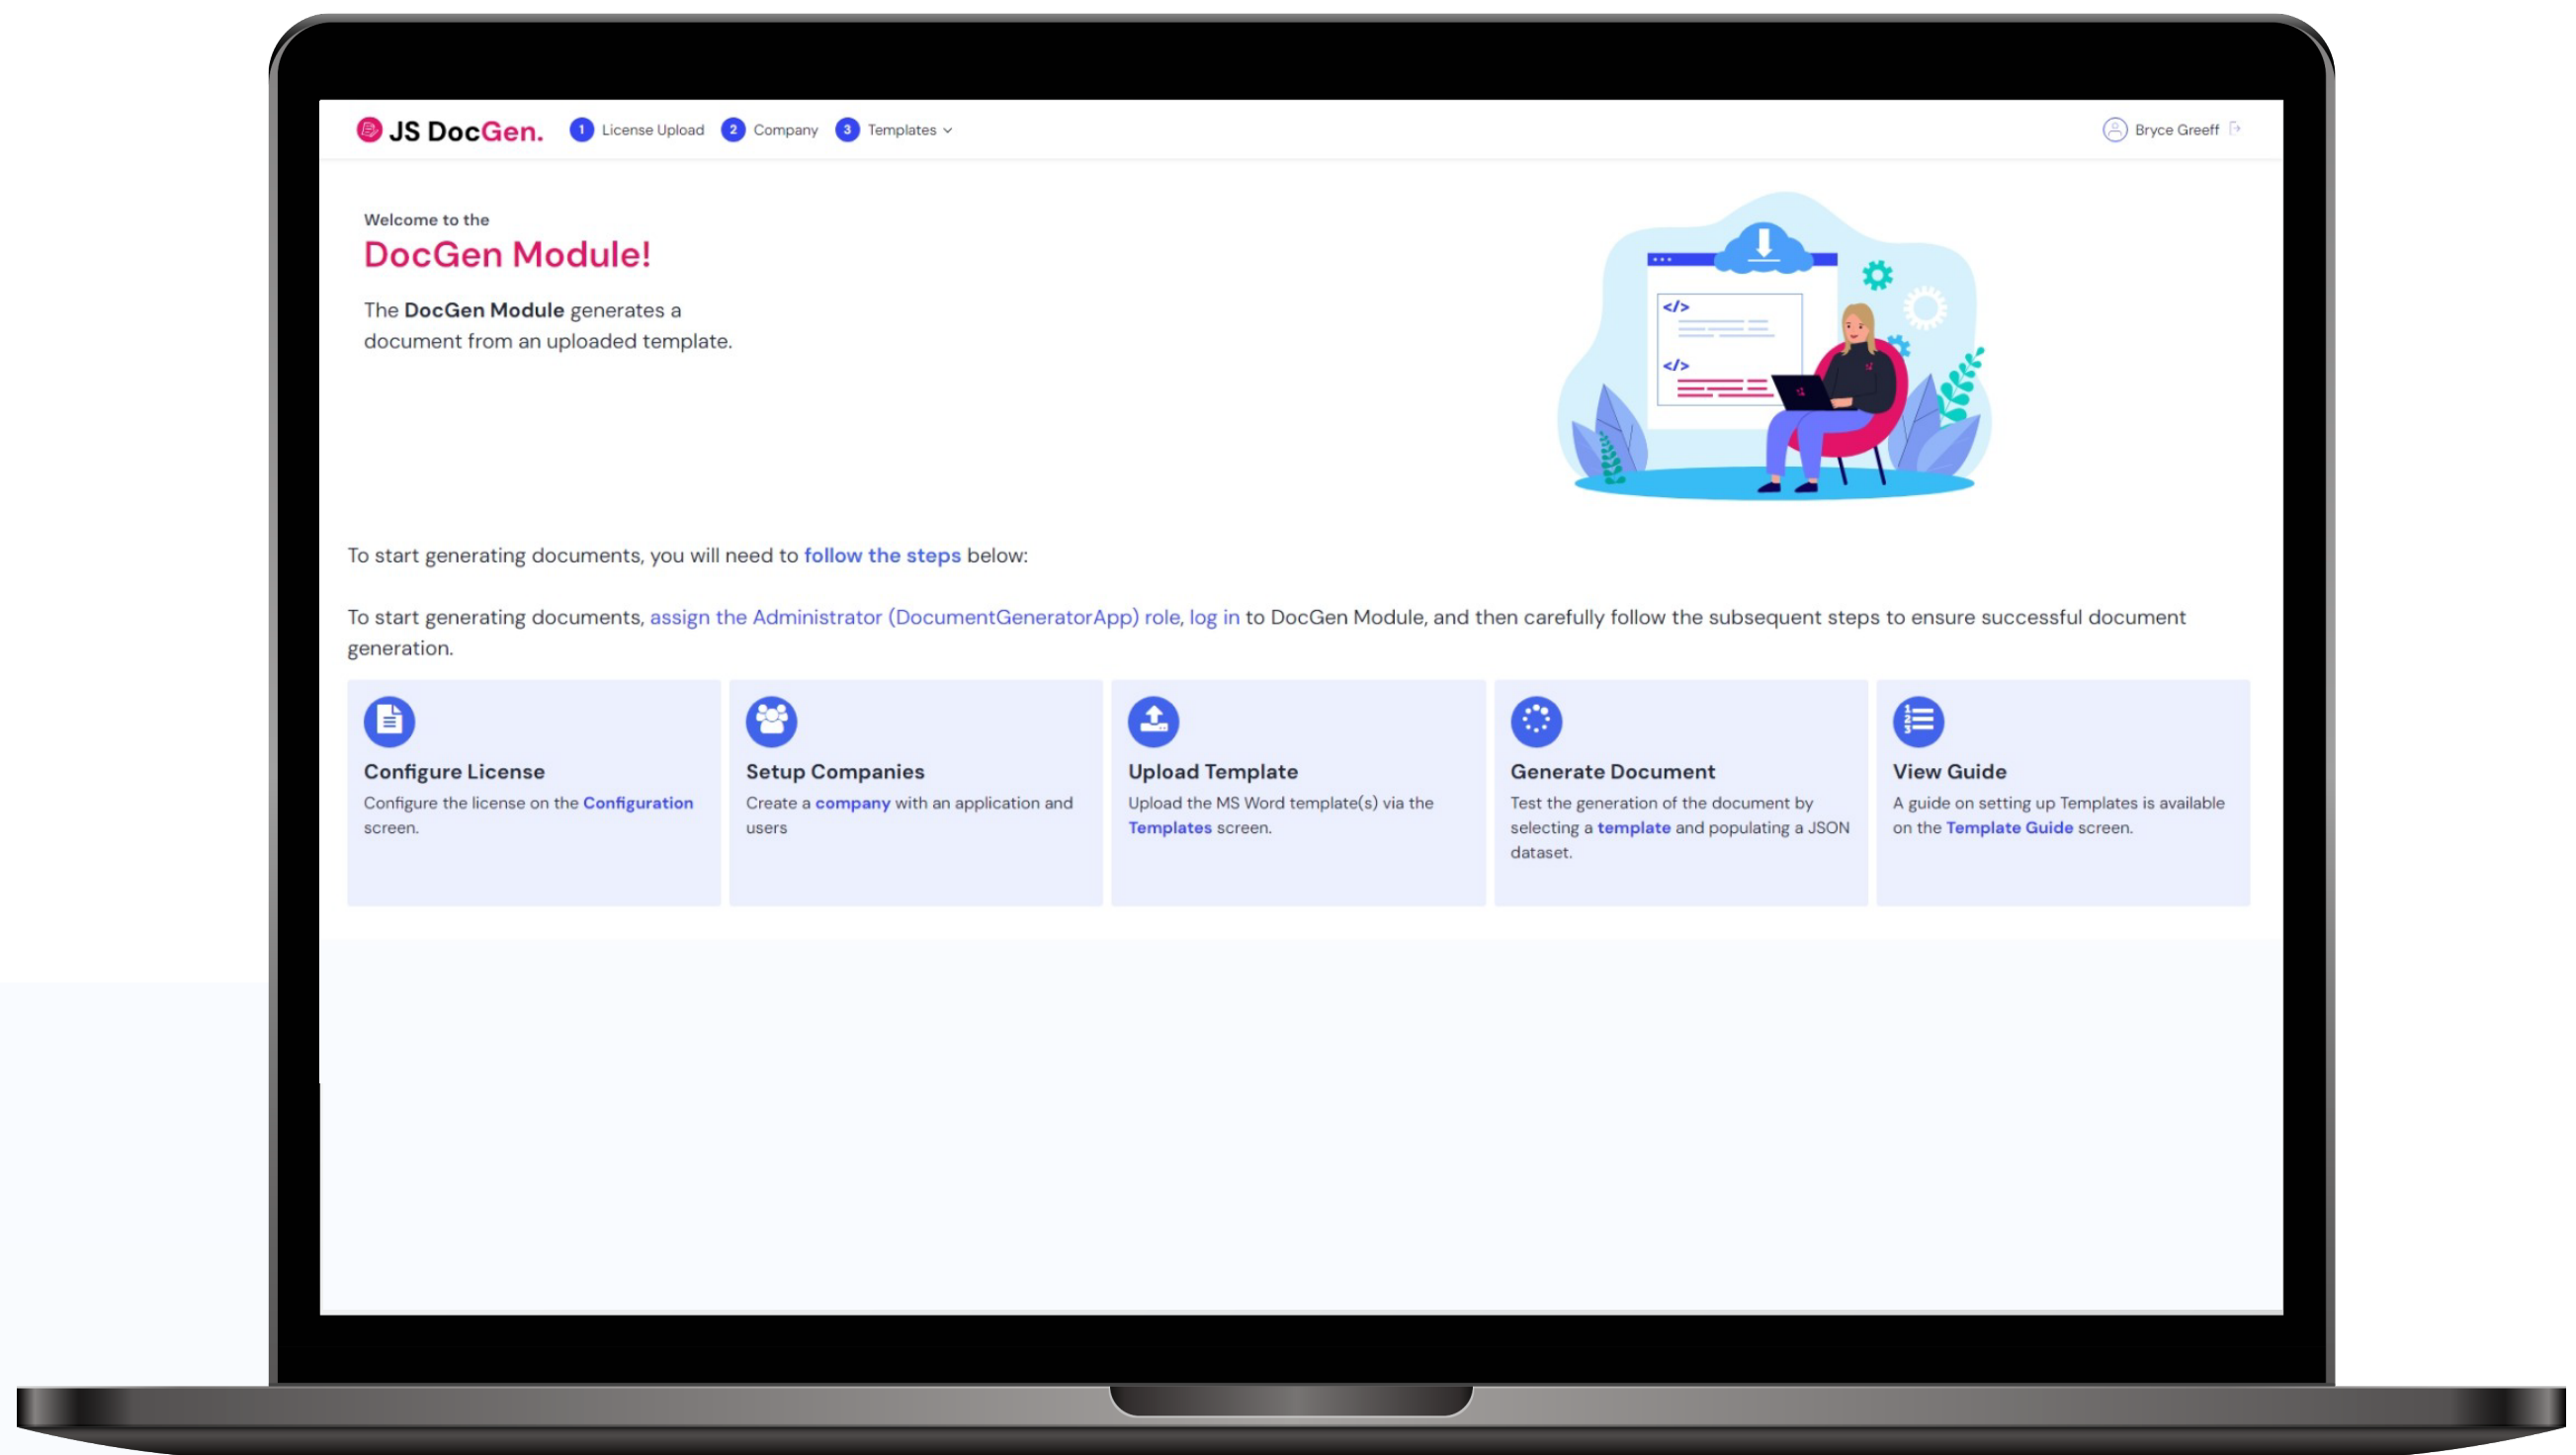 JS DocGen.
1 License Upload 2 Company 3 Templates
Bryce Greeff
Welcome to the
DocGen Module!
The DocGen Module generates a
document from an uploaded template.
</>
</>
To start generating documents, you will need to follow the steps below:
To start generating documents, assign the Administrator (DocumentGeneratorApp) role, log in to DocGen Module, and then carefully follow the subsequent steps to ensure successful document
generation.
Configure License
Configure the license on the Configuration
screen.
Setup Companies
Create a company with an application and
users
Upload Template
Upload the MS Word template(s) via the
Templates screen.
Generate Document
Test the generation of the document by
selecting a template and populating a JSON
dataset.
1
2
3
View Guide
A guide on setting up Templates is available
on the Template Guide screen.